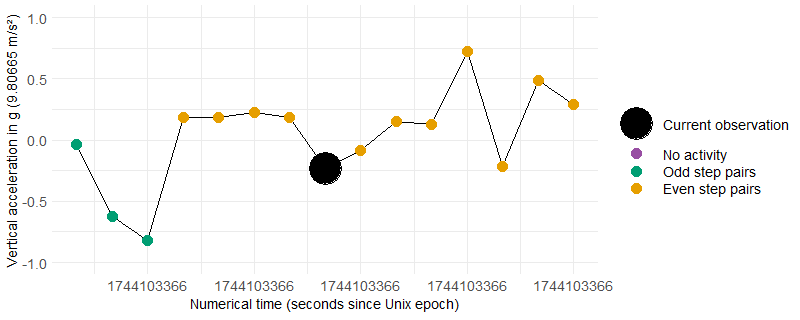 Vertical acceleration in g (9.80665 m/s²)
1.0
0.5
0.0
-0.5
-1.0
1744103366 1744103366 1744103366 1744103366 1744103366
Numerical time (seconds since Unix epoch)
Current observation
No activity
Odd step pairs
Even step pairs